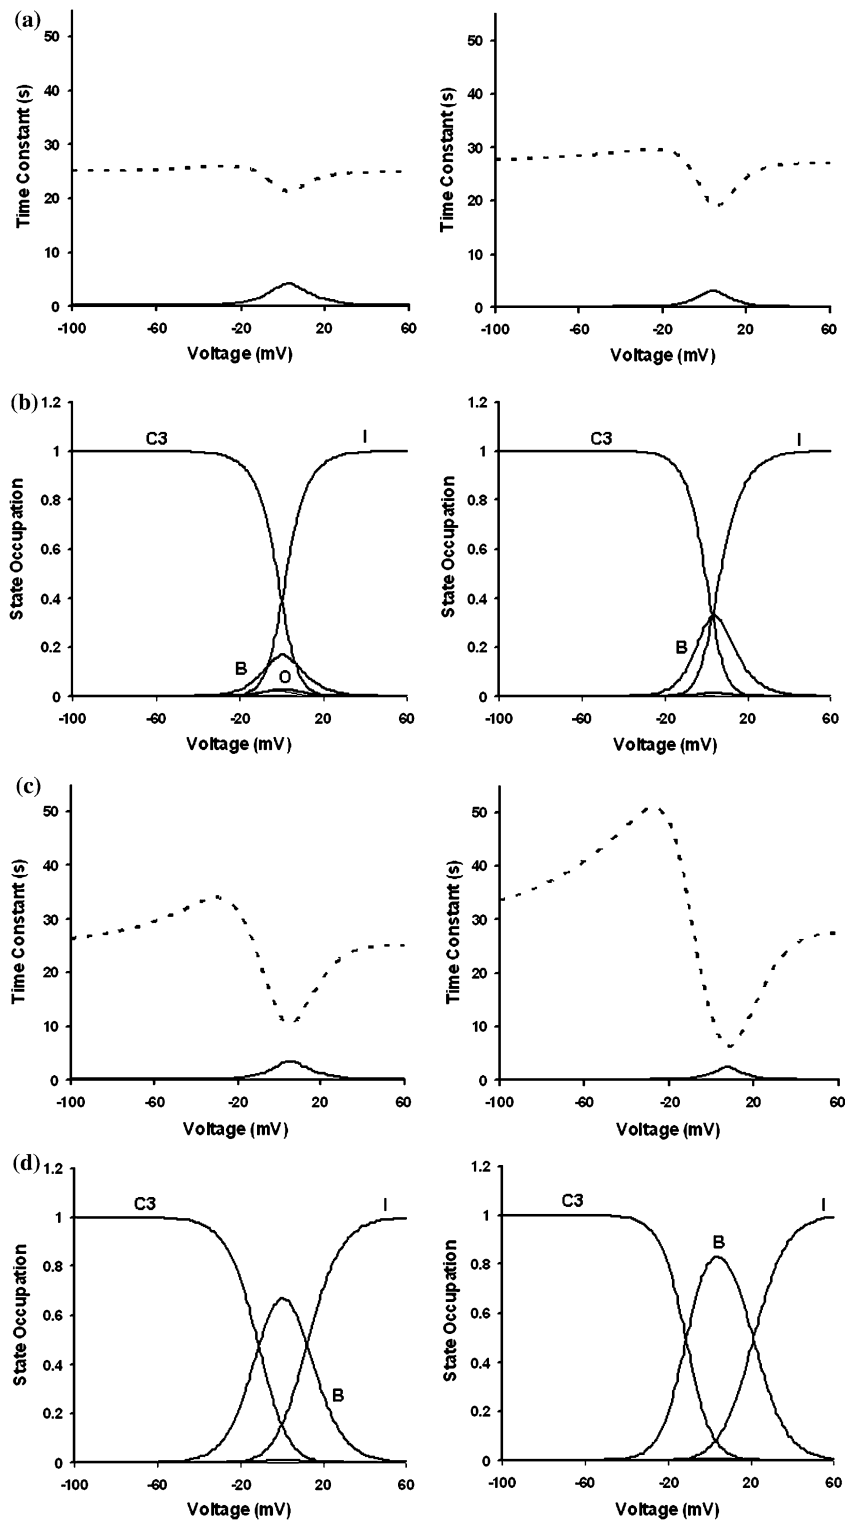 (a)
Time Constant (s)
50
40
30
20
10
0
-100 -60 -20 20 60
Voltage (mV)
Time Constant (s)
50
40
30
20
10
0
-100 -60 -20 20 60
Voltage (mV)
(b)
State Occupation
1.2
1
0.8
0.6
0.4
0.2
0
C3
I
B
O
-100 -60 -20 20 60
Voltage (mV)
State Occupation
1.2
1
0.8
0.6
0.4
0.2
0
C3
I
B
-100 -60 -20 20 60
Voltage (mV)
(c)
Time Constant (s)
50
40
30
20
10
0
-100 -60 -20 20 60
Voltage (mV)
Time Constant (s)
50
40
30
20
10
0
-100 -60 -20 20 60
Voltage (mV)
(d)
State Occupation
1.2
1
0.8
0.6
0.4
0.2
0
C3
I
B
-100 -60 -20 20 60
Voltage (mV)
State Occupation
1.2
1
0.8
0.6
0.4
0.2
0
C3
I
B
-100 -60 -20 20 60
Voltage (mV)